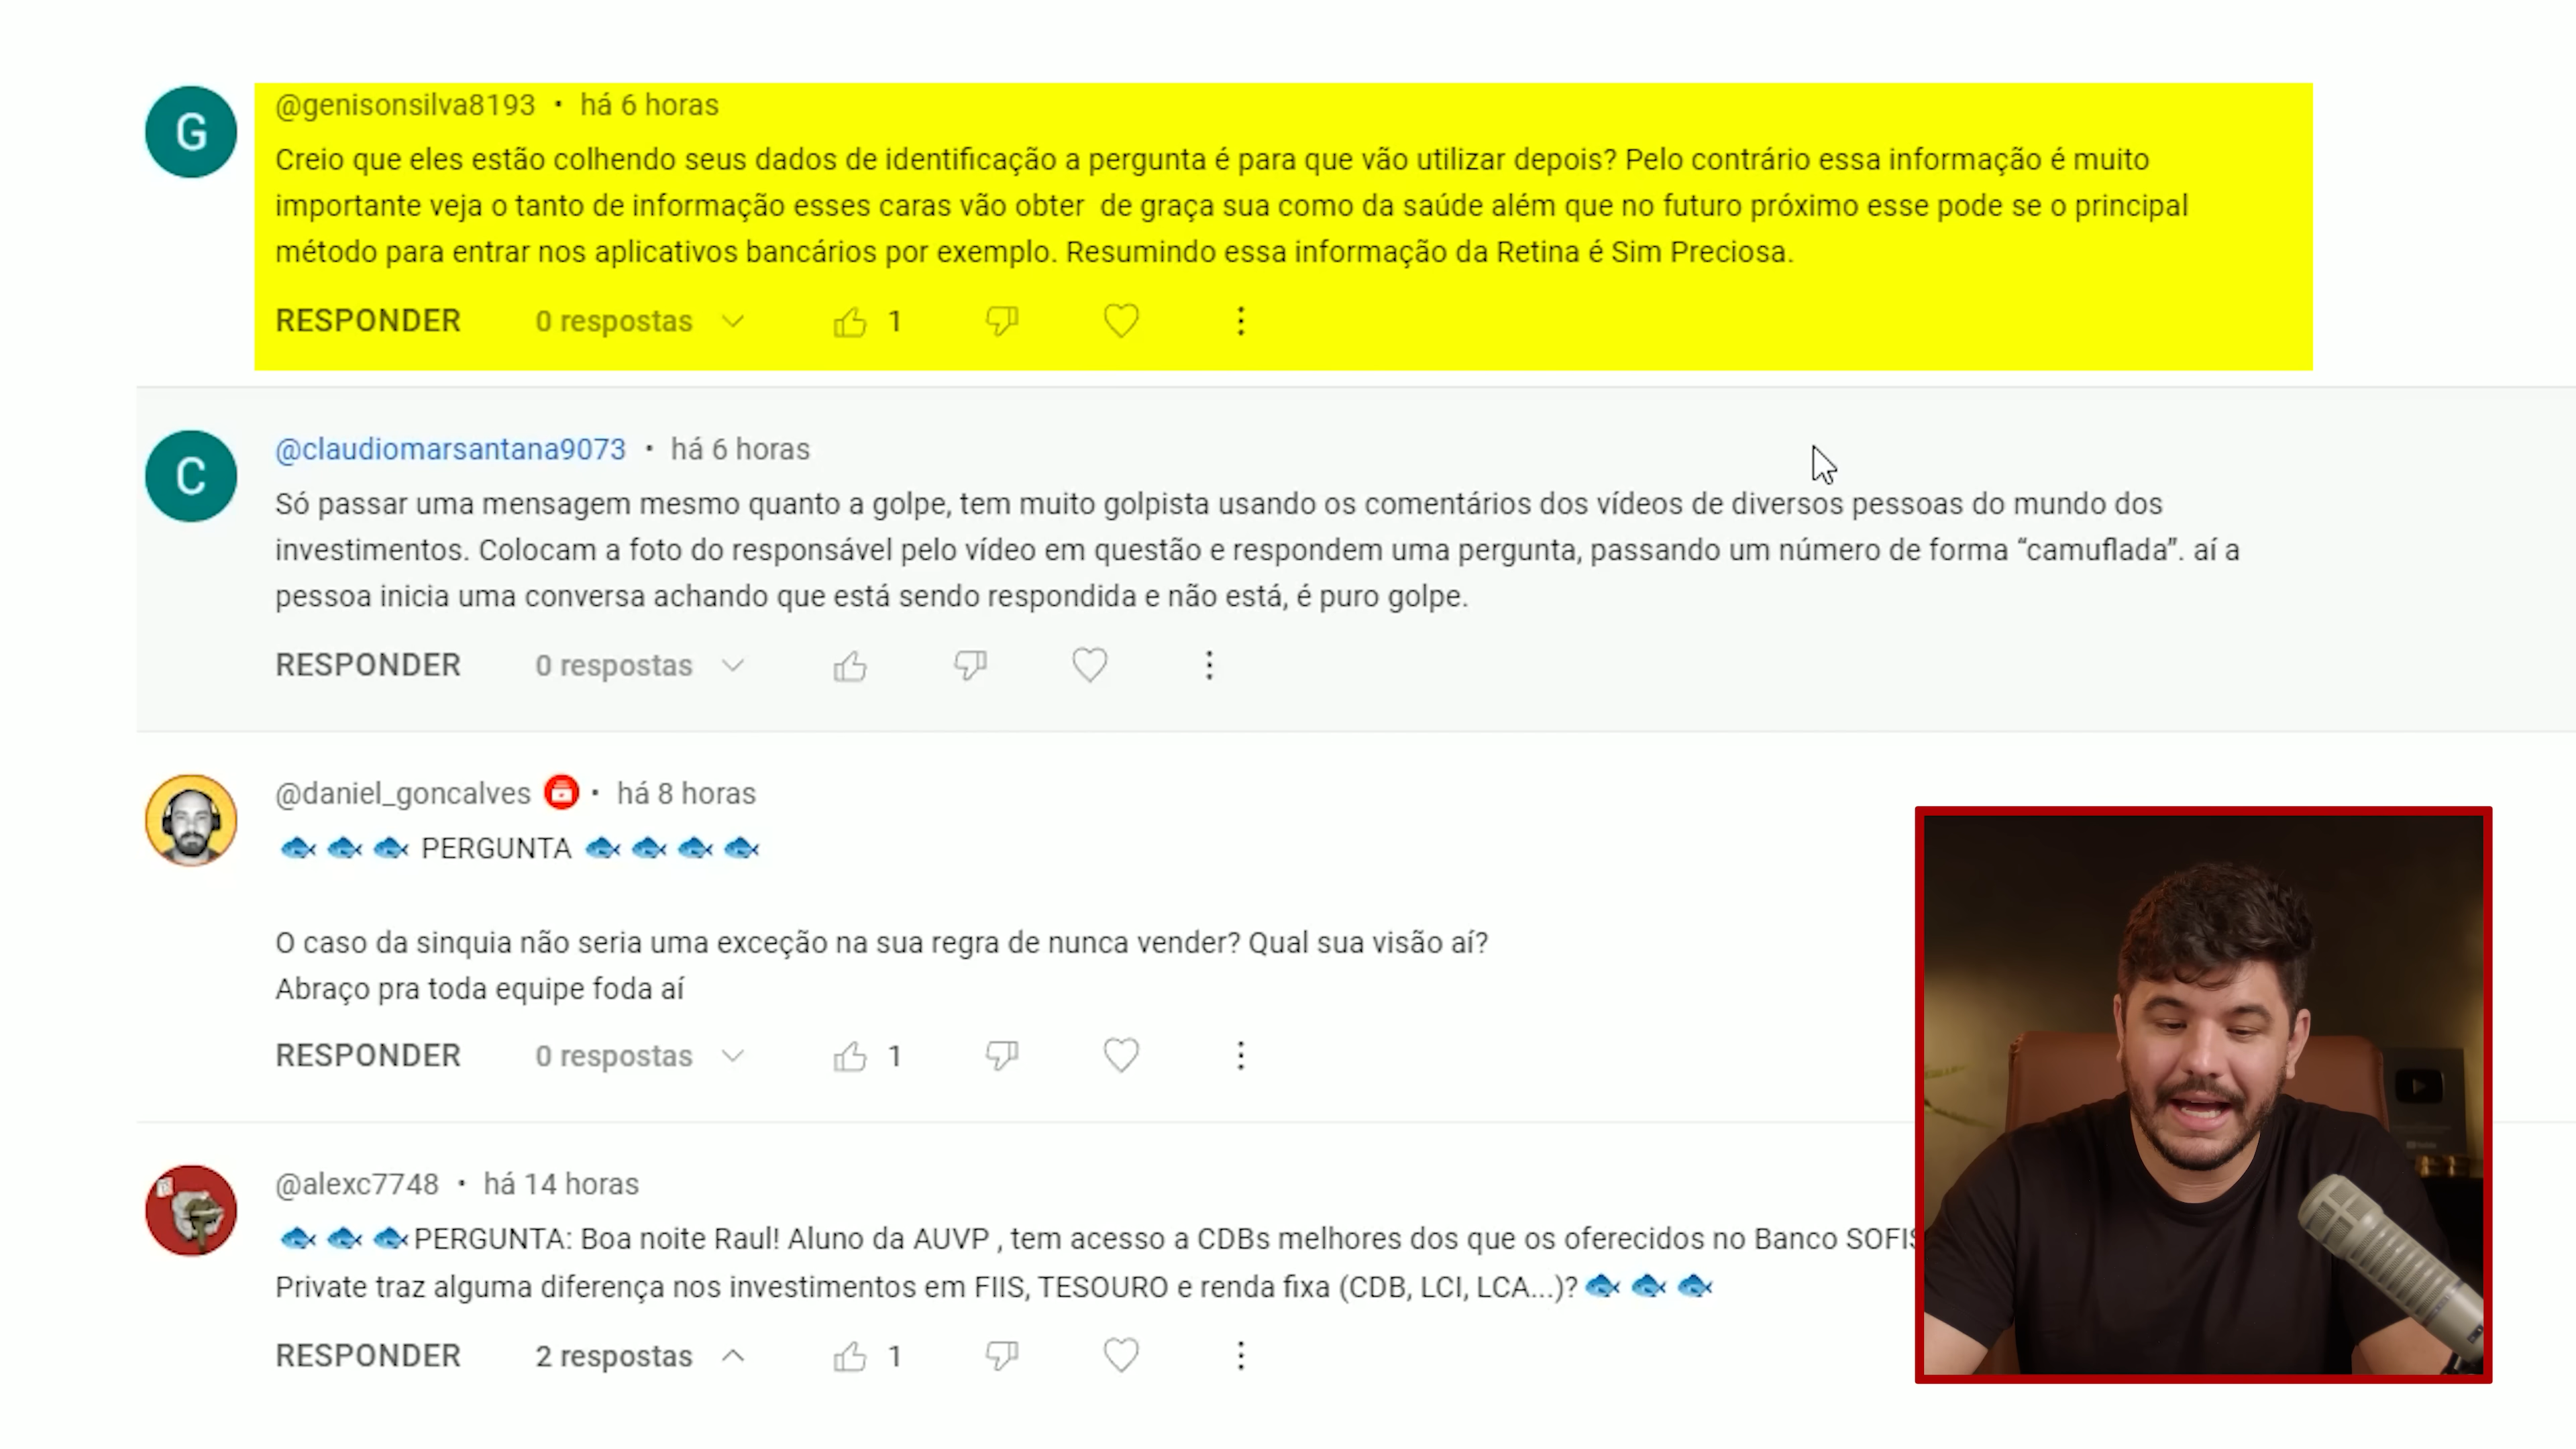 G
@genisonsilva8193 • há 6 horas
Creio que eles estão colhendo seus dados de identificação a pergunta é para que vão utilizar depois? Pelo contrário essa informação é muito
importante veja o tanto de informação esses caras vão obter de graça sua como da saúde além que no futuro próximo esse pode se o principal
método para entrar nos aplicativos bancários por exemplo. Resumindo essa informação da Retina é Sim Preciosa.
RESPONDER 0 respostas 1
C
@claudiomarsantana9073 • há 6 horas
Só passar uma mensagem mesmo quanto a golpe, tem muito golpista usando os comentários dos vídeos de diversos pessoas do mundo dos
investimentos. Colocam a foto do responsável pelo vídeo em questão e respondem uma pergunta, passando um número de forma “camuflada”. aí a
pessoa inicia uma conversa achando que está sendo respondida e não está, é puro golpe.
RESPONDER 0 respostas
@daniel_goncalves • há 8 horas
🐟 🐟 🐟 PERGUNTA 🐟 🐟 🐟 🐟
O caso da sinquia não seria uma exceção na sua regra de nunca vender? Qual sua visão aí?
Abraço pra toda equipe foda aí
RESPONDER 0 respostas 1
@alexc7748 • há 14 horas
🐟 🐟 🐟 PERGUNTA: Boa noite Raul! Aluno da AUVP , tem acesso a CDBs melhores dos que os oferecidos no Banco
Private traz alguma diferença nos investimentos em FIIS, TESOURO e renda fixa (CDB, LCI, LCA...)? 🐟 🐟 🐟
RESPONDER 2 respostas 1